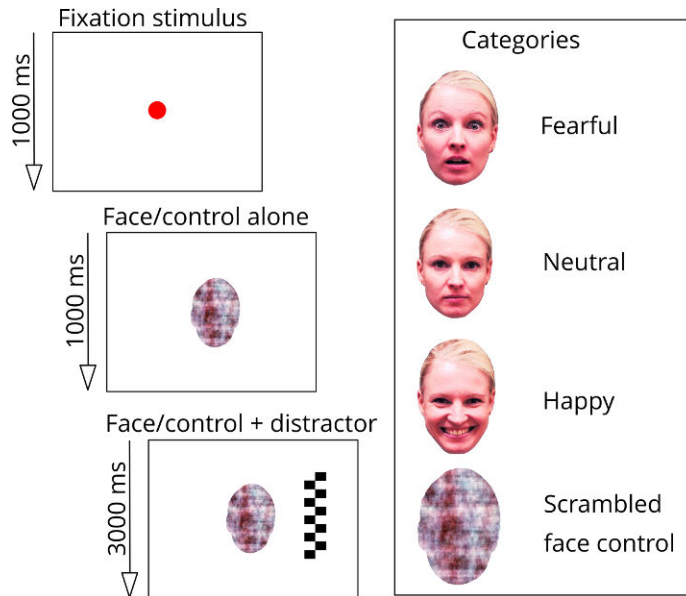 Fixation stimulus
1000 ms
Face/control alone
1000 ms
Face/control + distractor
3000 ms
Categories
Fearful
Neutral
Happy
Scrambled
face control